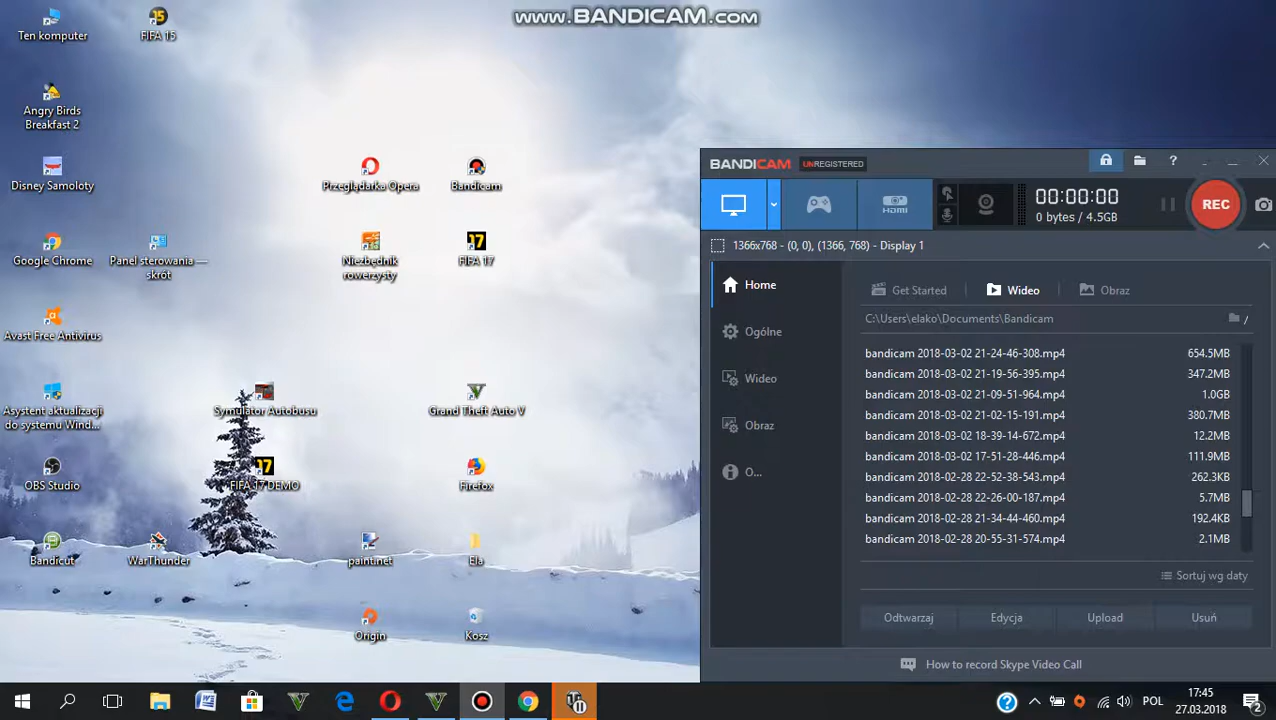 www.BANDICAM.com
Ten komputer
FIFA 15
Angry Birds
Breakfast 2
Disney Samoloty
Przeglądarka Opera
Bandicam
Google Chrome
Panel sterowania —
skrót
Niezbędnik
rowerzysty
FIFA 17
Avast Free Antivirus
Asystent aktualizacji
do systemu Wind...
Symulator Autobusu
Grand Theft Auto V
OBS Studio
FIFA 17 DEMO
Firefox
Bandicut
WarThunder
paint.net
Ela
Origin
Kosz
BANDICAM UNREGISTERED
HDMI
00:00:00
0 bytes / 4.5GB
REC
1366x768 - (0, 0), (1366, 768) - Display 1
Home
Ogólne
Wideo
Obraz
O...
Get Started
Video
Obraz
C:\Users\elako\Documents\Bandicam
/
bandicam 2018-03-02 21-24-46-308.mp4 654.5MB
bandicam 2018-03-02 21-19-56-395.mp4 347.2MB
bandicam 2018-03-02 21-09-51-964.mp4 1.0GB
bandicam 2018-03-02 21-02-15-191.mp4 380.7MB
bandicam 2018-03-02 18-39-14-672.mp4 12.2MB
bandicam 2018-03-02 17-51-28-446.mp4 111.9MB
bandicam 2018-02-28 22-52-38-543.mp4 262.3KB
bandicam 2018-02-28 22-26-00-187.mp4 5.7MB
bandicam 2018-02-28 21-34-44-460.mp4 192.4KB
bandicam 2018-02-28 20-55-31-574.mp4 2.1MB
Sortuj wg daty
Odtwarzaj
Edycja
Upload
Usuń
How to record Skype Video Call
POL
17:45
27.03.2018
2